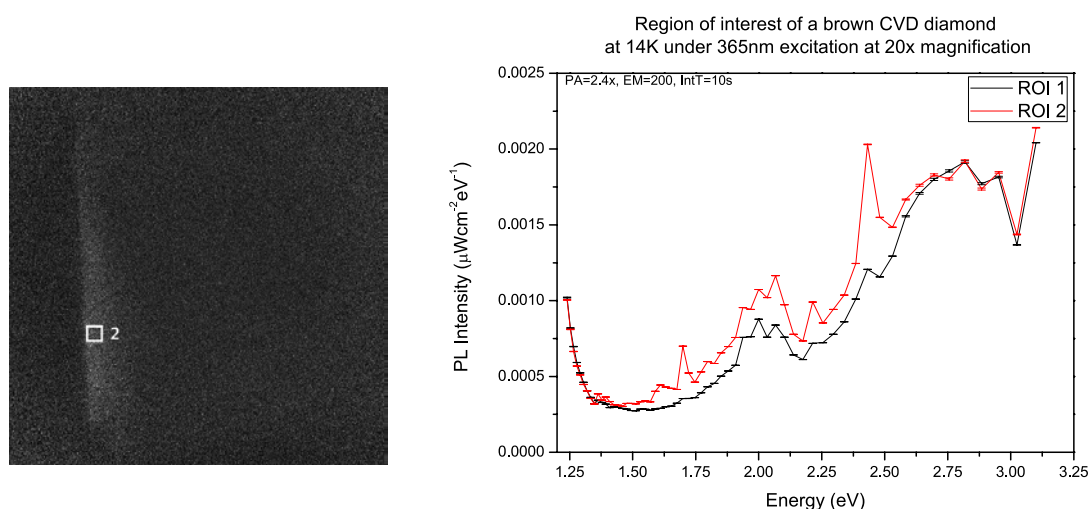 2
Region of interest of a brown CVD diamond
at 14K under 365nm excitation at 20x magnification
PA=2.4x, EM=200, IntT=10s
ROI 1
ROI 2
PL Intensity (μWcm⁻²eV⁻¹)
0.0025
0.0020
0.0015
0.0010
0.0005
0.0000
1.25 1.50 1.75 2.00 2.25 2.50 2.75 3.00 3.25
Energy (eV)